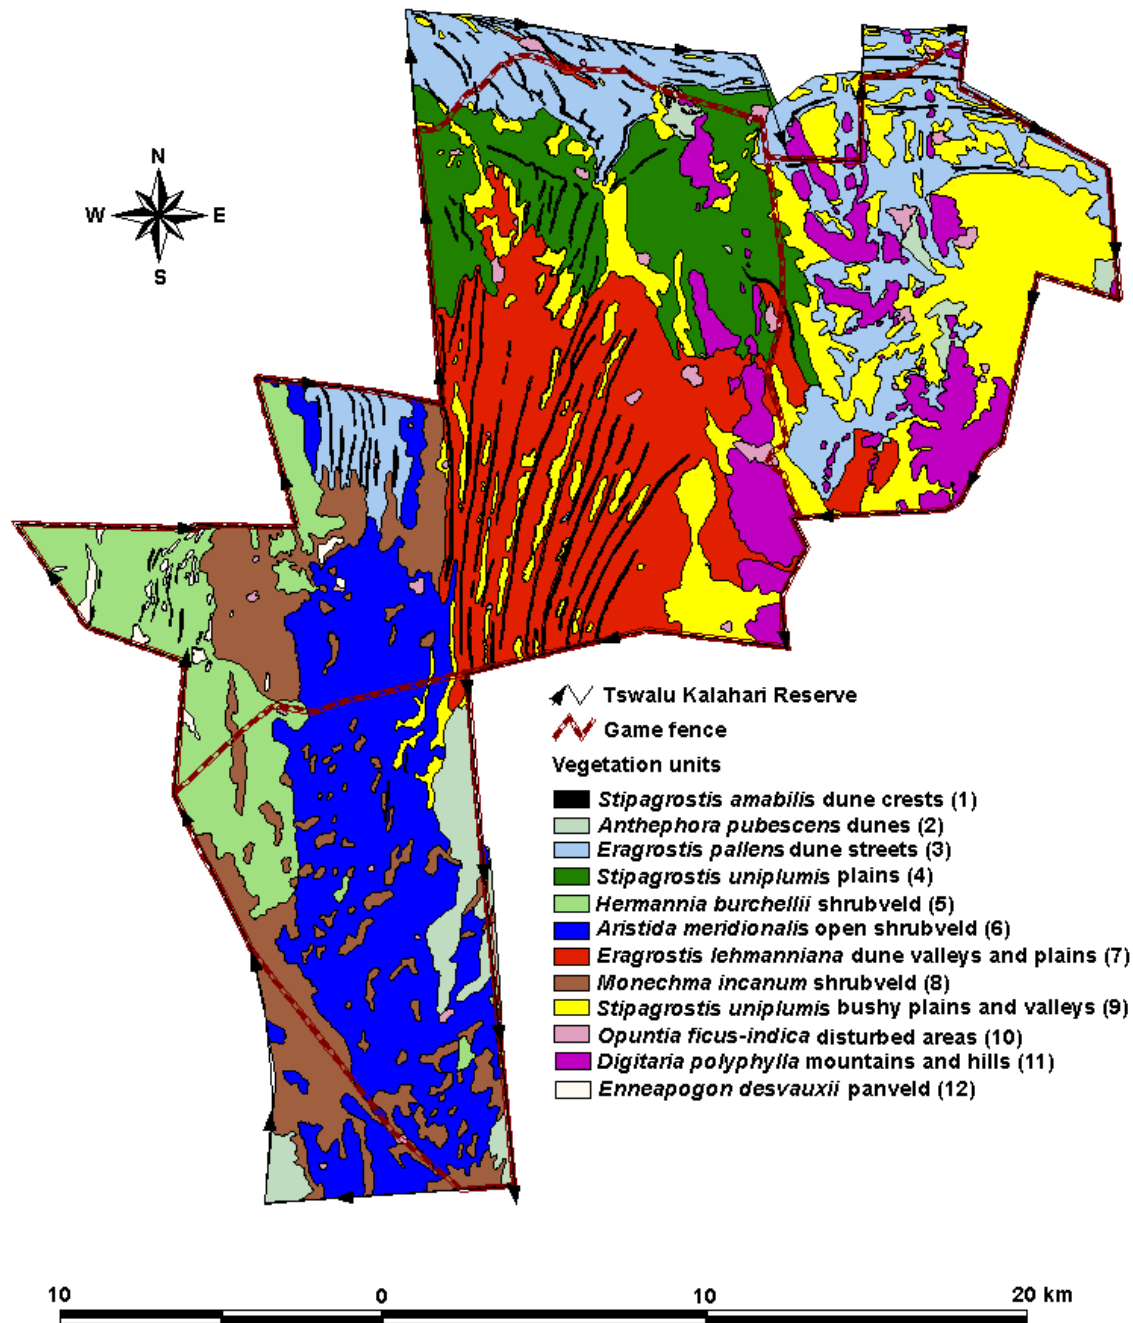 N
W E
S
Tswalu Kalahari Reserve
Game fence
Vegetation units
Stipagrostis amabilis dune crests (1)
Anthephora pubescens dunes (2)
Eragrostis pallens dune streets (3)
Stipagrostis uniplumis plains (4)
Hermannia burchellii shrubveld (5)
Aristida meridionalis open shrubveld (6)
Eragrostis lehmanniana dune valleys and plains (7)
Monechma incanum shrubveld (8)
Stipagrostis uniplumis bushy plains and valleys (9)
Opuntia ficus-indica disturbed areas (10)
Digitaria polyphylla mountains and hills (11)
Enneapogon desvauxii panveld (12)
10 0 10 20 km